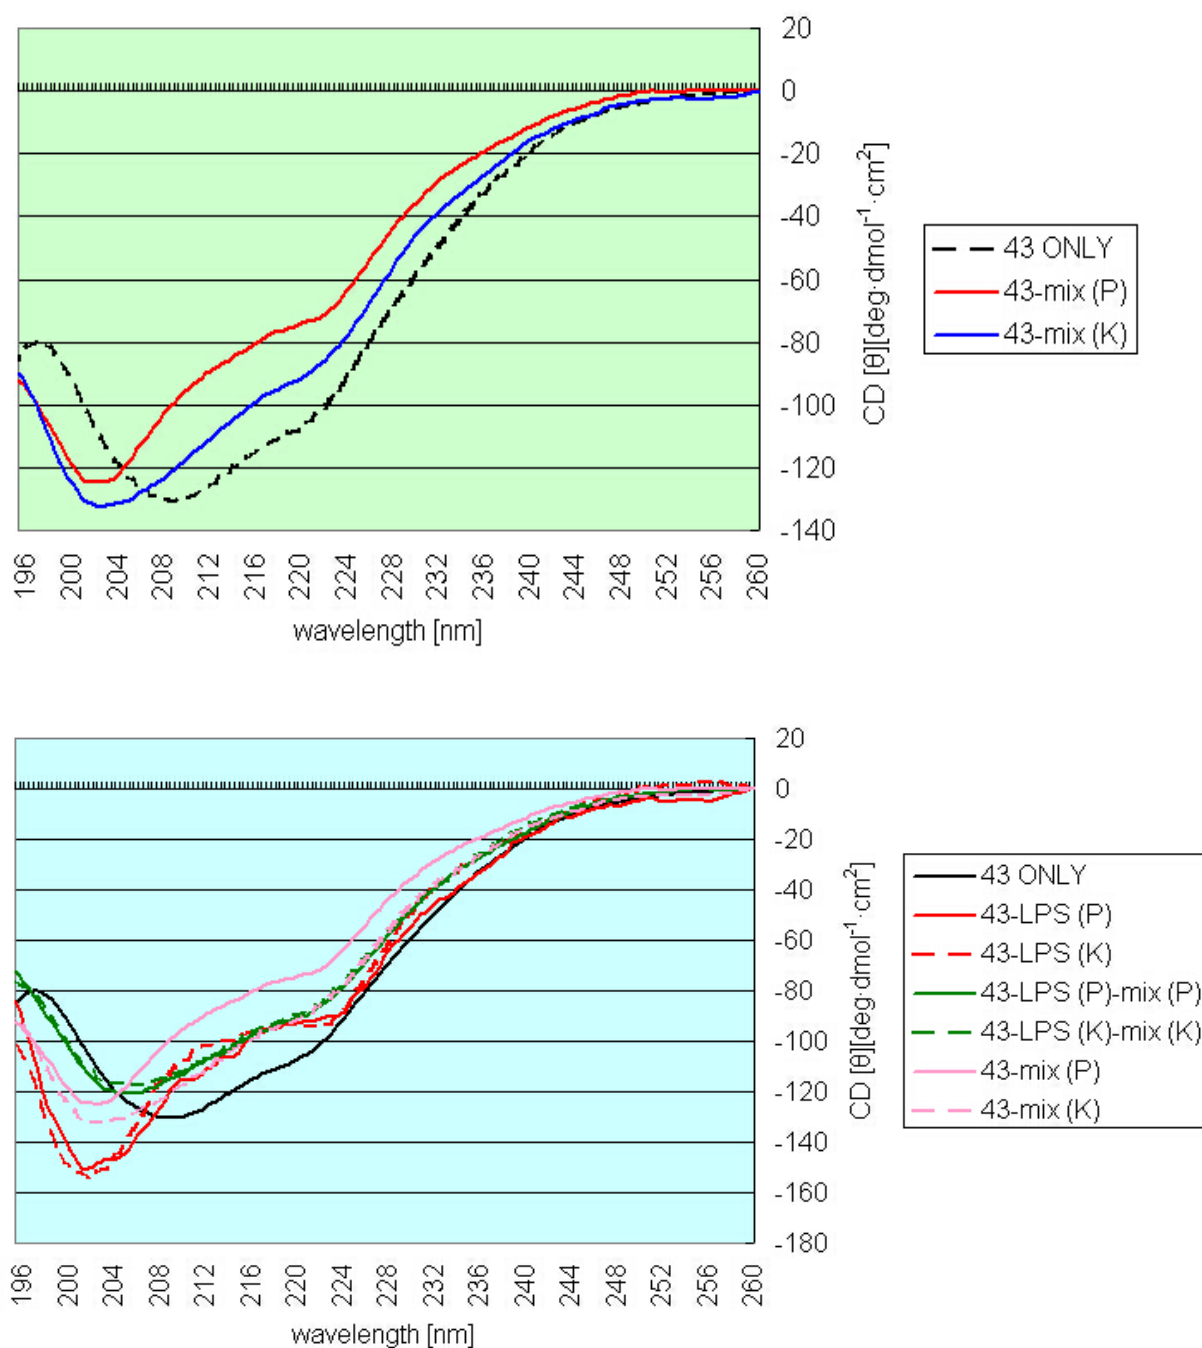 20
0
-20
-40
-60
-80
-100
-120
-140
CD [θ][deg·dmol⁻¹·cm²]
196 200 204 208 212 216 220 224 228 232 236 240 244 248 252 256 260
wavelength [nm]
43 ONLY
43-mix (P)
43-mix (K)
20
0
-20
-40
-60
-80
-100
-120
-140
-160
-180
CD [θ][deg·dmol⁻¹·cm²]
196 200 204 208 212 216 220 224 228 232 236 240 244 248 252 256 260
wavelength [nm]
43 ONLY
43-LPS (P)
43-LPS (K)
43-LPS (P)-mix (P)
43-LPS (K)-mix (K)
43-mix (P)
43-mix (K)